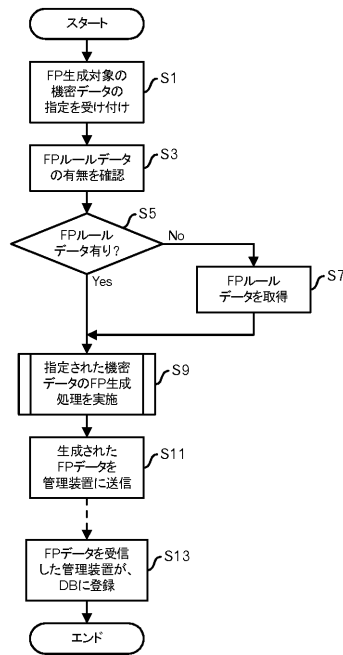 スタート
FP生成対象の
機密データの
指定を受け付け
S1
FPルールデータ
の有無を確認
S3
FPルール
データ有り?
S5
No
Yes
FPルール
データを取得
S7
指定された機密
データのFP生成
処理を実施
S9
生成された
FPデータを
管理装置に送信
S11
FPデータを受信
した管理装置が、
DBに登録
S13
エンド